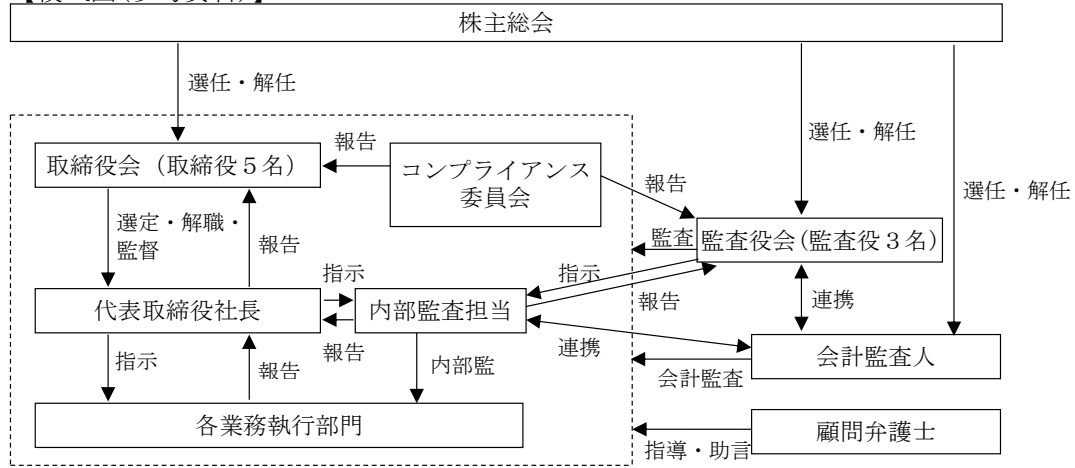 株主総会
選任・解任
選任・解任
選任・解任
報告
取締役会（取締役５名）
コンプライアンス
委員会
報告
選定・解職・
監督
報告
監査
監査役会(監査役３名)
指示
指示
報告
連携
代表取締役社長
内部監査担当
報告
連携
指示
報告
内部監
会計監査
会計監査人
各業務執行部門
顧問弁護士
指導・助言